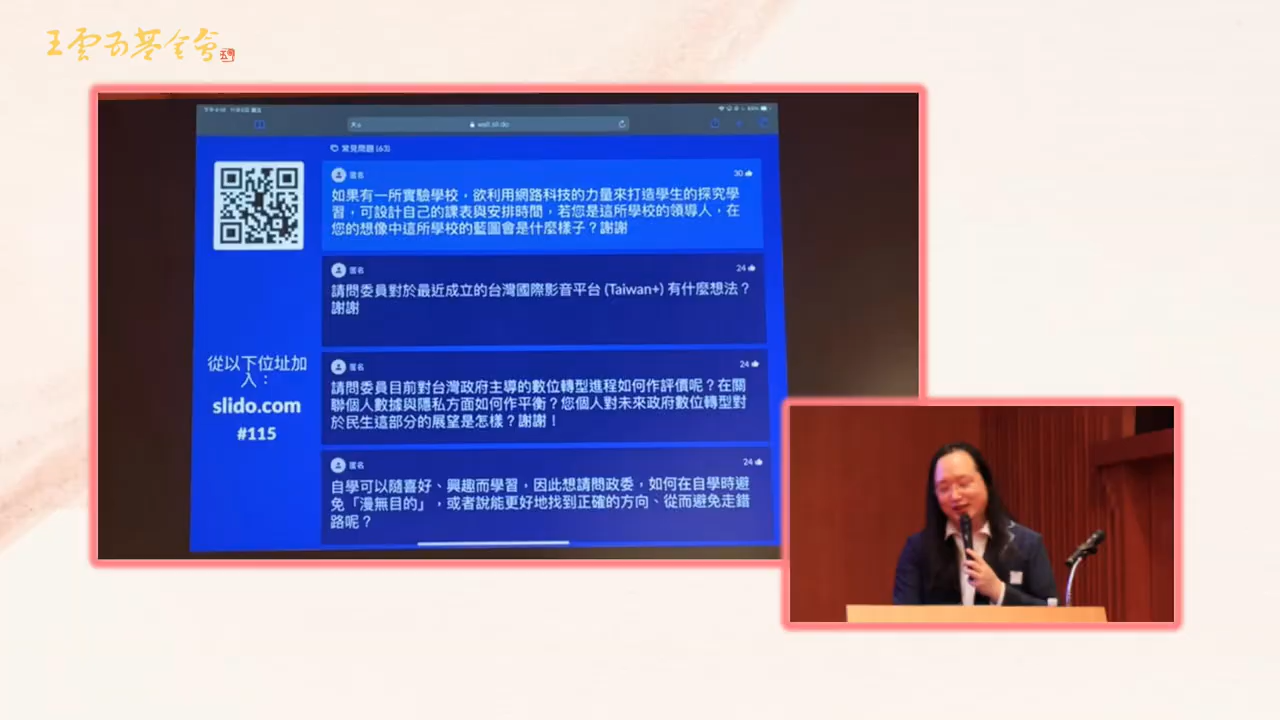 王雲五基金會
wall.sli.do
常見問題 (63)
匿名
30
如果有一所實驗學校，欲利用網路科技的力量來打造學生的探究學
習，可設計自己的課表與安排時間，若您是這所學校的領導人，在
您的想像中這所學校的藍圖會是什麼樣子？謝謝
匿名
24
請問委員對於最近成立的台灣國際影音平台 (Taiwan+) 有什麼想法？
謝謝
匿名
24
請問委員目前對台灣政府主導的數位轉型進程如何作評價呢？在關
聯個人數據與隱私方面如何作平衡？您個人對未來政府數位轉型對
於民生這部分的展望是怎樣？謝謝！
匿名
24
自學可以隨喜好、興趣而學習，因此想請問政委，如何在自學時避
免「漫無目的」，或者說能更好地找到正確的方向、從而避免走錯
路呢？
從以下位址加
入：
slido.com
#115